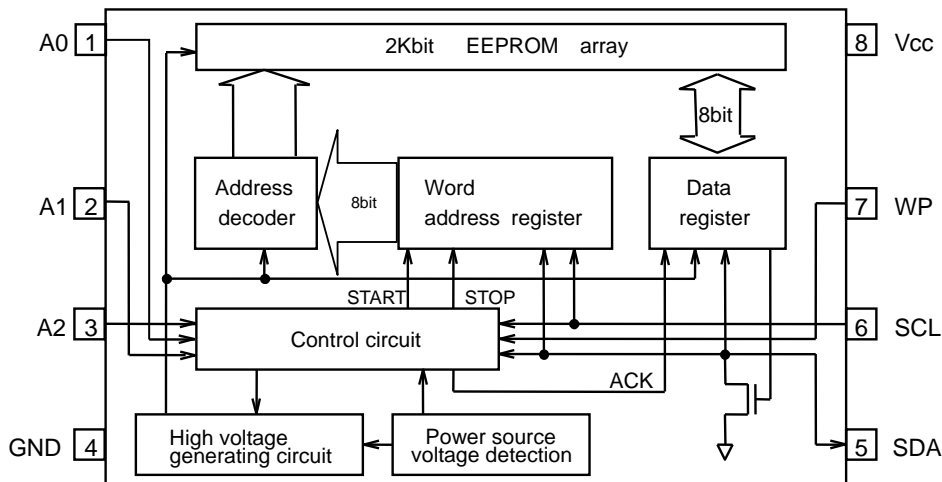 A0 1
2Kbit EEPROM array
8 Vcc
8bit
A1 2
Address
decoder
8bit
Word
address register
Data
register
7 WP
START
STOP
A2 3
Control circuit
6 SCL
ACK
GND 4
High voltage
generating circuit
Power source
voltage detection
5 SDA